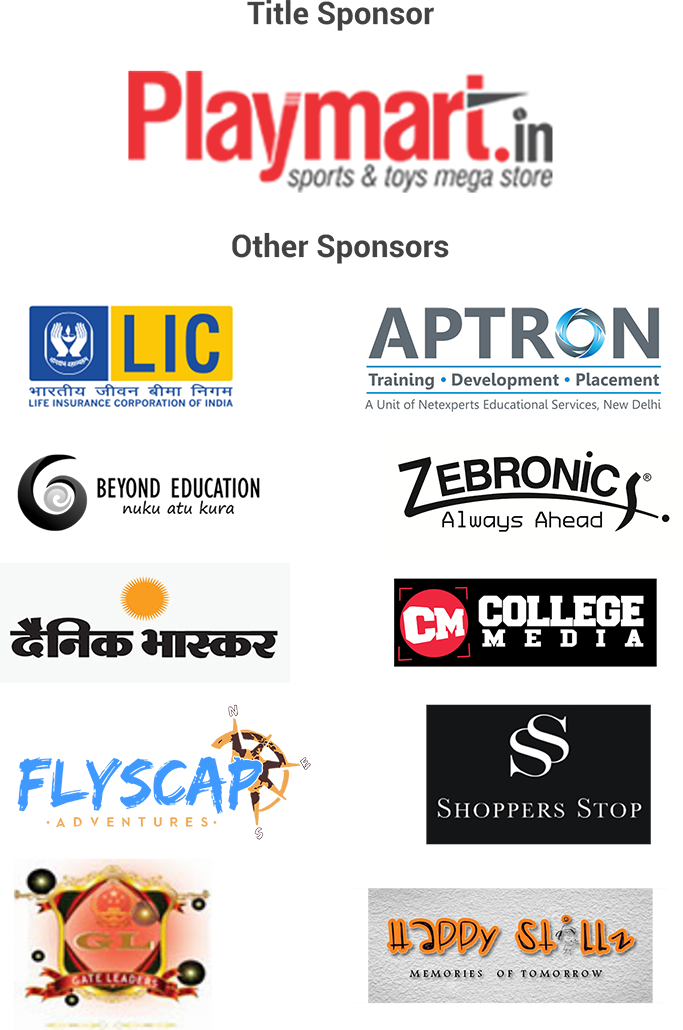 Title Sponsor
Playmart.in
sports & toys mega store
Other Sponsors
LIC
भारतीय जीवन बीमा निगम
LIFE INSURANCE CORPORATION OF INDIA
APTRON
Training • Development • Placement
A Unit of Netexperts Educational Services, New Delhi
BEYOND EDUCATION
nuku atu kura
ZEBRONICS®
Always Ahead
दैनिक भास्कर
CM COLLEGE
MEDIA
N
E
FLYSCAP
·ADVENTURES·
S
SS
SHOPPERS STOP
GL
GATE LEADERS
Happy Stillz
MEMORIES OF TOMORROW